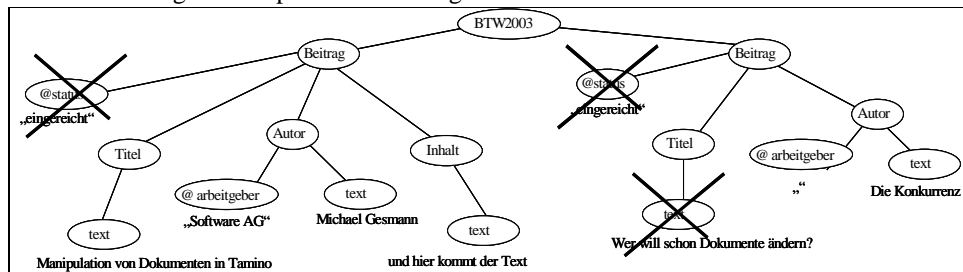 BTW2003
Beitrag
Beitrag
@status
„eingereicht“
@status
„eingereicht“
Titel
Autor
Inhalt
Titel
Autor
@ arbeitgeber
„Software AG“
text
Michael Gesmann
@ arbeitgeber
„“
text
Die Konkurrenz
text
Manipulation von Dokumenten in Tamino
text
und hier kommt der Text
text
Wer will schon Dokumente ändern?